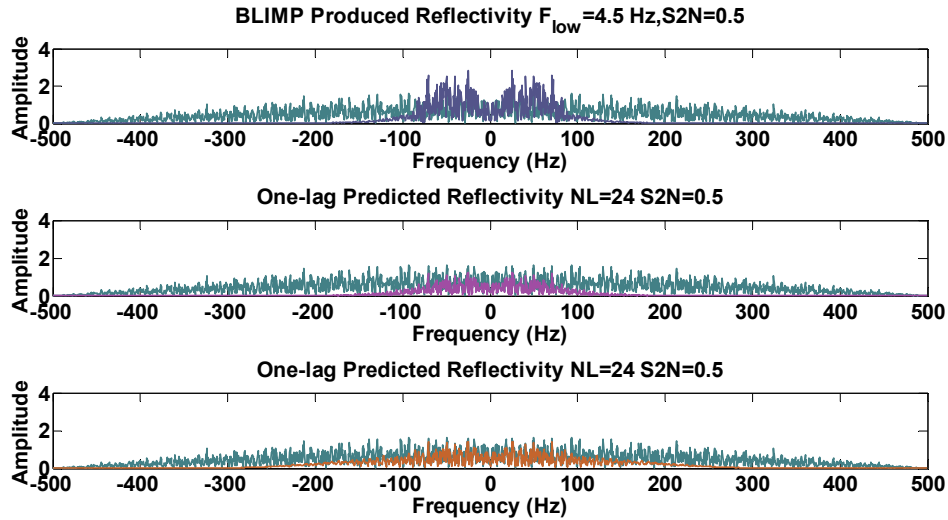 BLIMP Produced Reflectivity F_low=4.5 Hz,S2N=0.5
Amplitude
4
2
0
-500 -400 -300 -200 -100 0 100 200 300 400 500
Frequency (Hz)
One-lag Predicted Reflectivity NL=24 S2N=0.5
Amplitude
4
2
0
-500 -400 -300 -200 -100 0 100 200 300 400 500
Frequency (Hz)
One-lag Predicted Reflectivity NL=24 S2N=0.5
Amplitude
4
2
0
-500 -400 -300 -200 -100 0 100 200 300 400 500
Frequency (Hz)